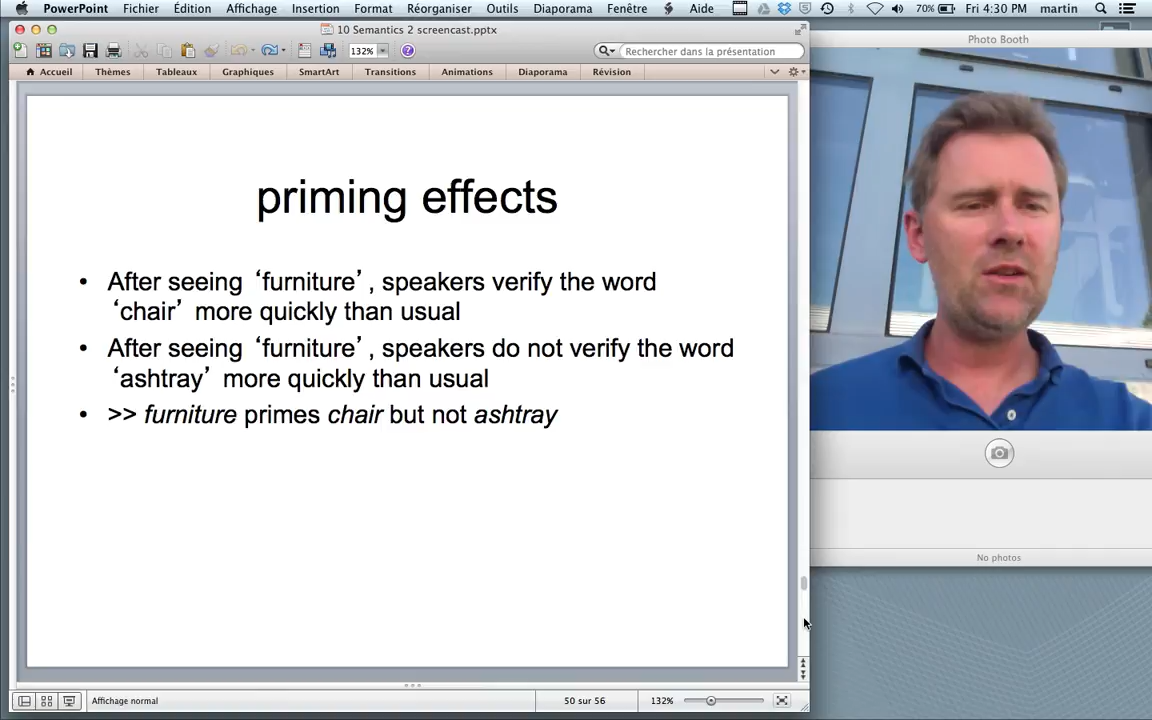 PowerPoint Fichier Édition Affichage Insertion Format Réorganiser Outils Diaporama Fenêtre Aide 70% Fri 4:30 PM martin
10 Semantics 2 screencast.pptx
132% Rechercher dans la présentation
Accueil Thèmes Tableaux Graphiques SmartArt Transitions Animations Diaporama Révision
priming effects
• After seeing ‘furniture’, speakers verify the word
‘chair’ more quickly than usual
• After seeing ‘furniture’, speakers do not verify the word
‘ashtray’ more quickly than usual
• >> furniture primes chair but not ashtray
Affichage normal 50 sur 56 132%
Photo Booth
No photos